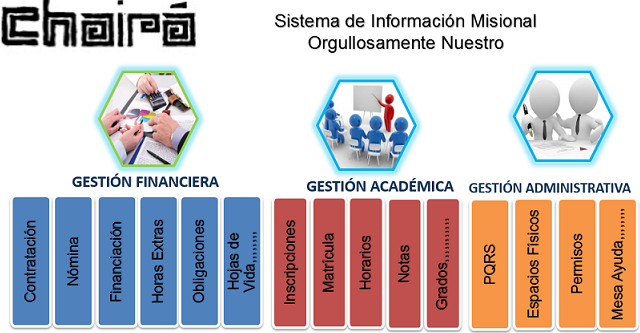 chairá
Sistema de Información Misional
Orgullosamente Nuestro
GESTIÓN FINANCIERA
GESTIÓN ACADÉMICA
GESTIÓN ADMINISTRATIVA
Contratación
Nómina
Financiación
Horas Extras
Obligaciones
Hojas de
Vida,,,,,,,,,,
Inscripciones
Matricula
Horarios
Notas
Grados,,,,,,,,,,,,
PQRS
Espacios Físicos
Permisos
Mesa Ayuda,,,,,,,,